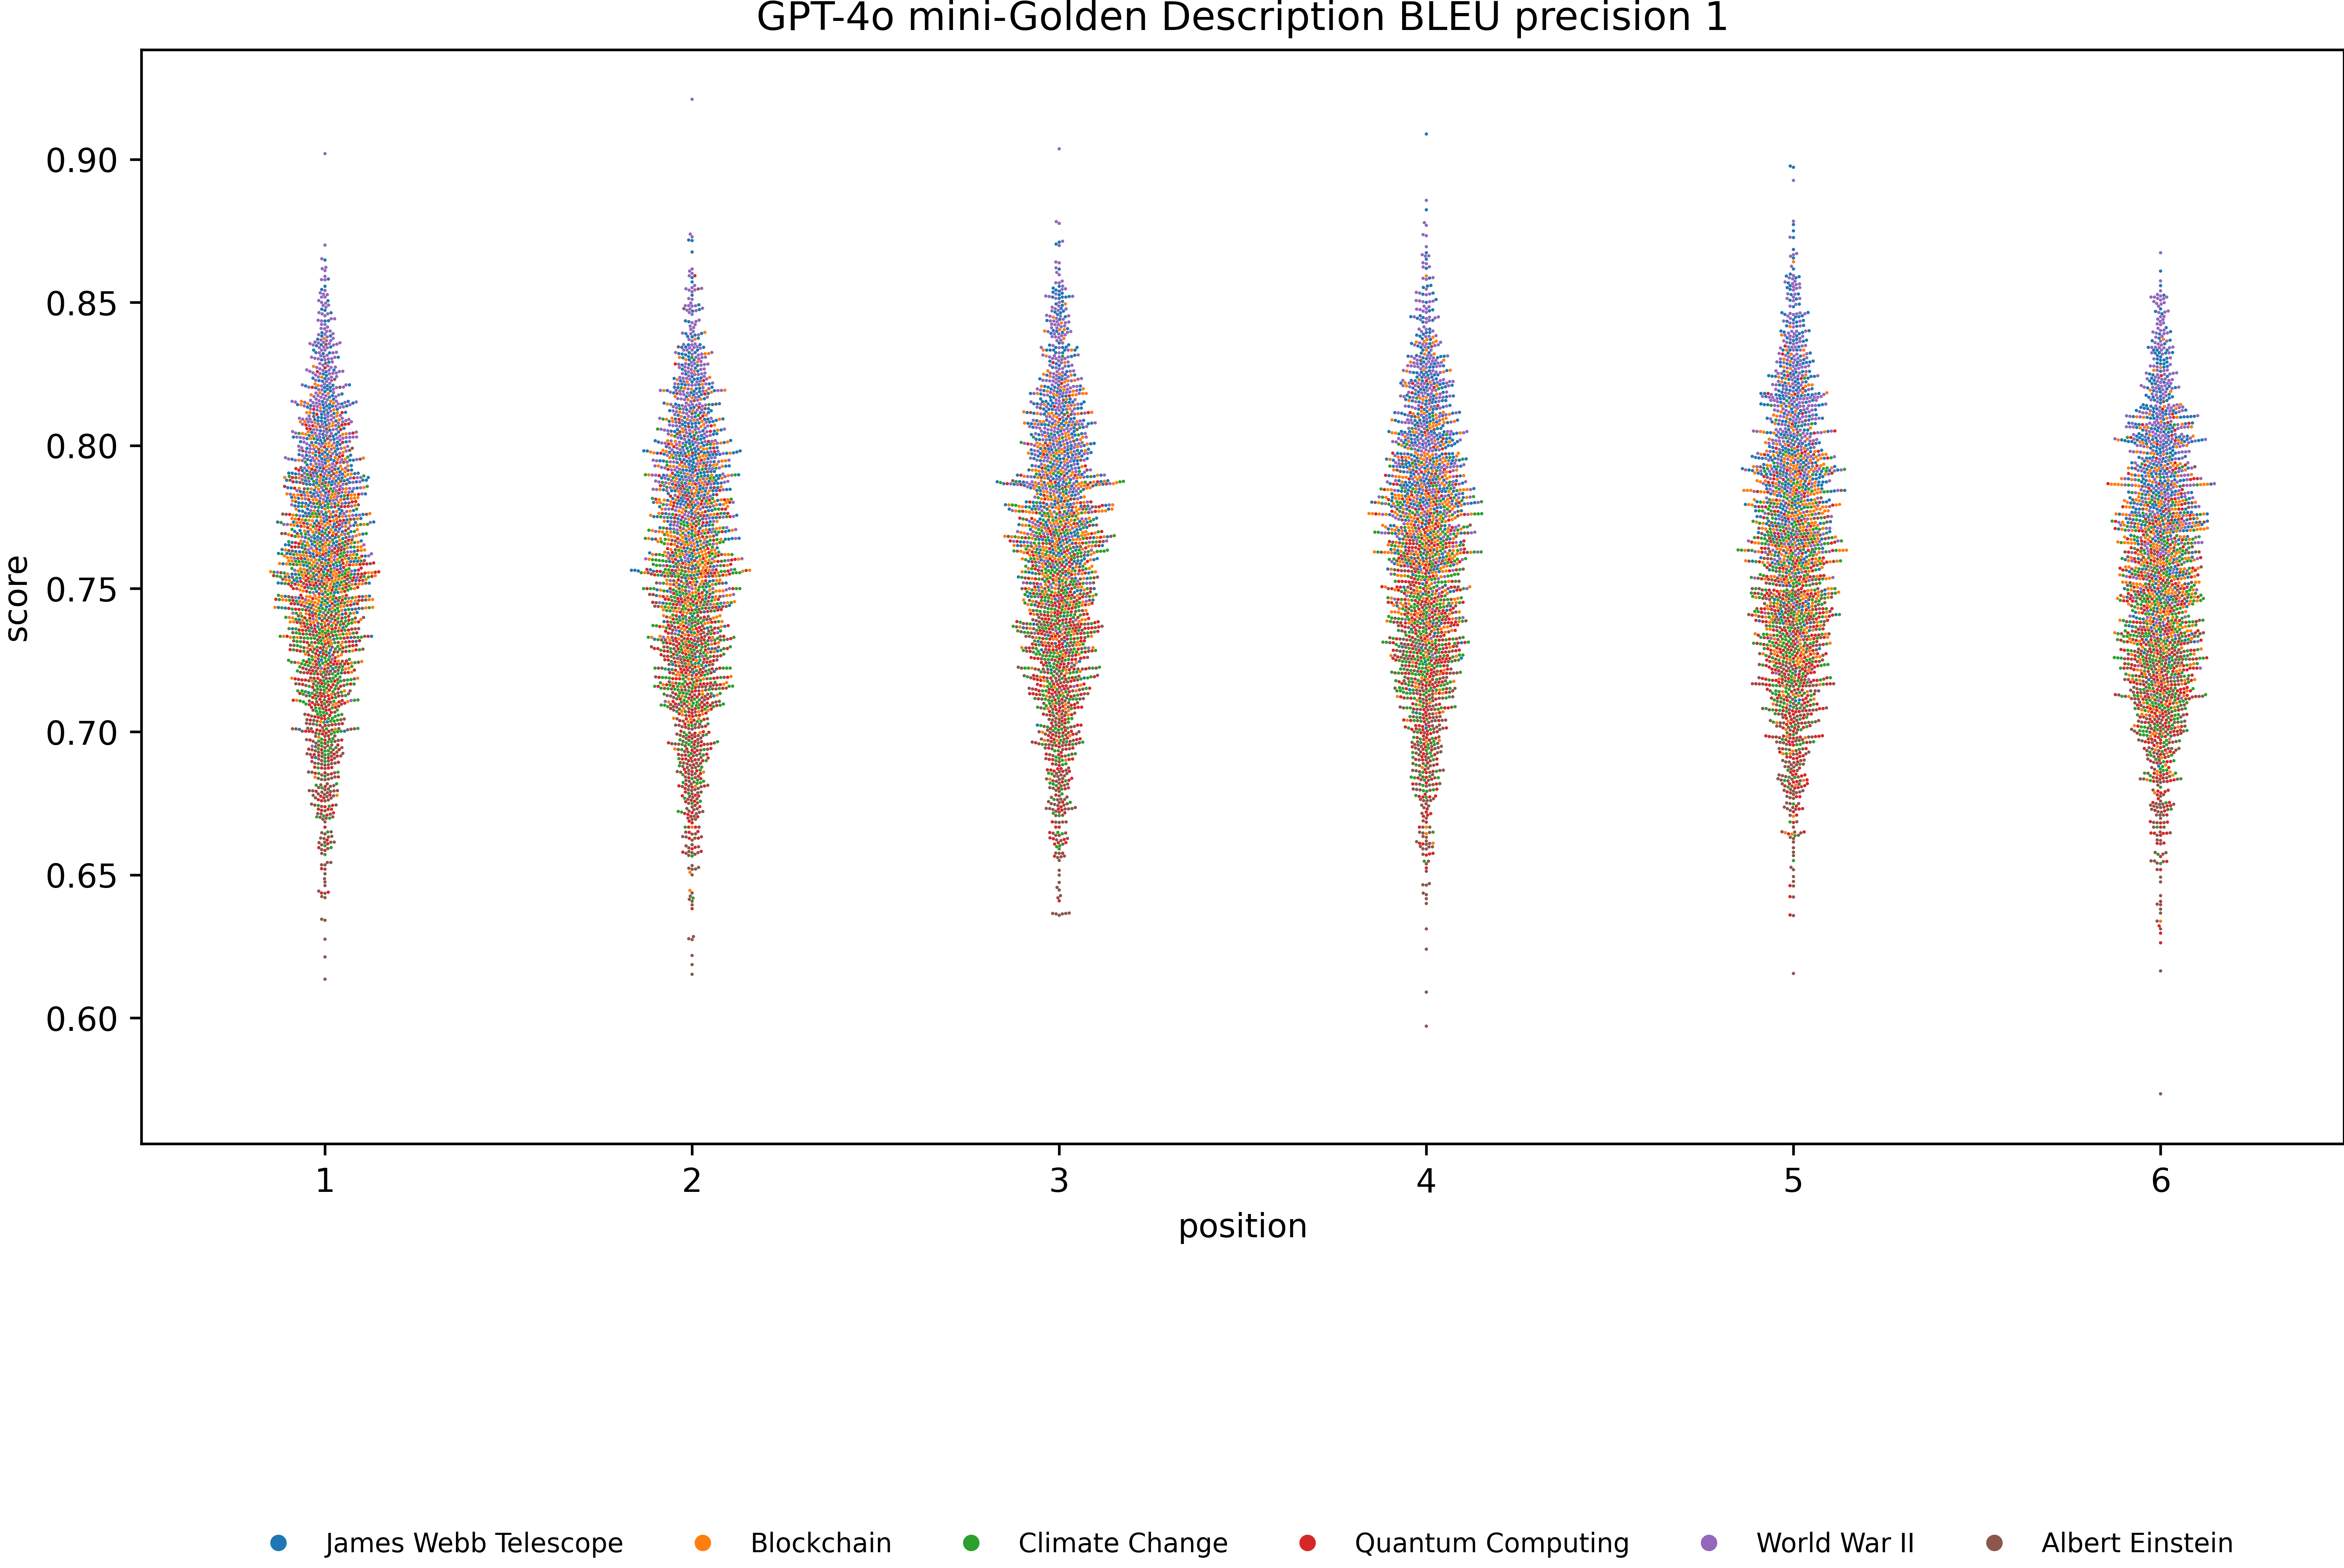 GPT-4o mini-Golden Description BLEU precision 1
0.90
0.85
0.80
0.75
0.70
0.65
0.60
score
1 2 3 4 5 6
position
James Webb Telescope Blockchain Climate Change Quantum Computing World War II Albert Einstein